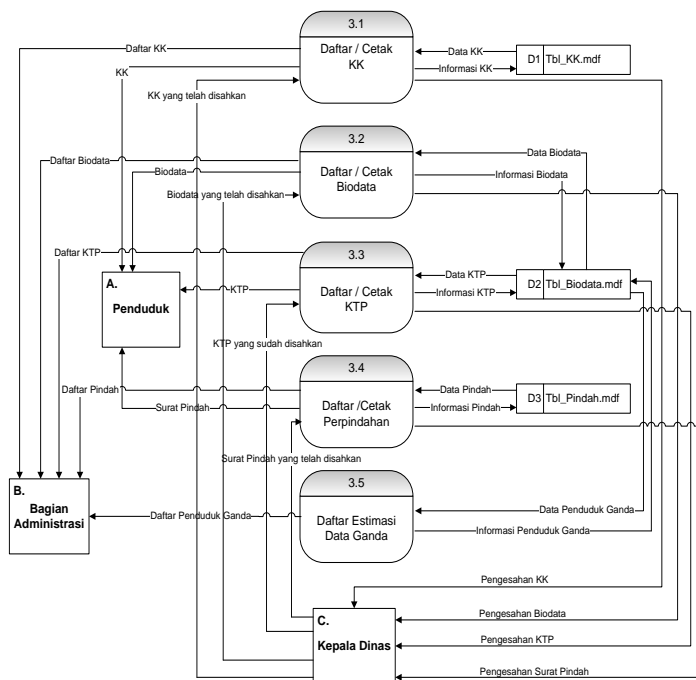 3.1
Daftar / Cetak
KK
Daftar KK
KK
KK yang telah disahkan
Data KK
Informasi KK
D1 Tbl_KK.mdf
3.2
Daftar / Cetak
Biodata
Daftar Biodata
Biodata
Biodata yang telah disahkan
Data Biodata
Informasi Biodata
3.3
Daftar / Cetak
KTP
Daftar KTP
KTP
KTP yang sudah disahkan
Data KTP
Informasi KTP
D2 Tbl_Biodata.mdf
A.
Penduduk
3.4
Daftar /Cetak
Perpindahan
Daftar Pindah
Surat Pindah
Surat Pindah yang telah disahkan
Data Pindah
Informasi Pindah
D3 Tbl_Pindah.mdf
3.5
Daftar Estimasi
Data Ganda
Daftar Penduduk Ganda
Data Penduduk Ganda
Informasi Penduduk Ganda
B.
Bagian
Administrasi
C.
Kepala Dinas
Pengesahan KK
Pengesahan Biodata
Pengesahan KTP
Pengesahan Surat Pindah